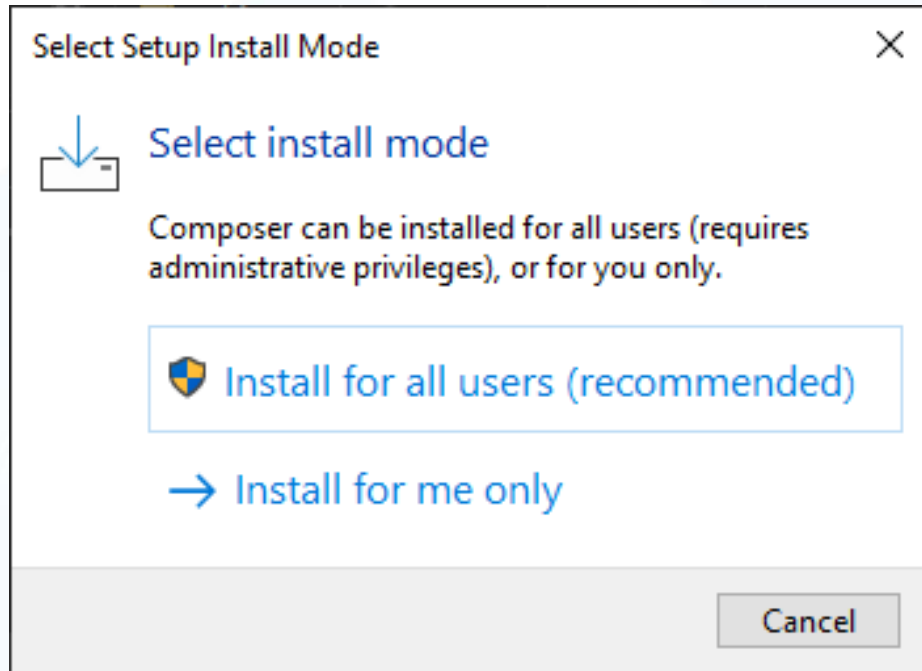 Select Setup Install Mode
Select install mode
Composer can be installed for all users (requires
administrative privileges), or for you only.
Install for all users (recommended)
Install for me only
Cancel